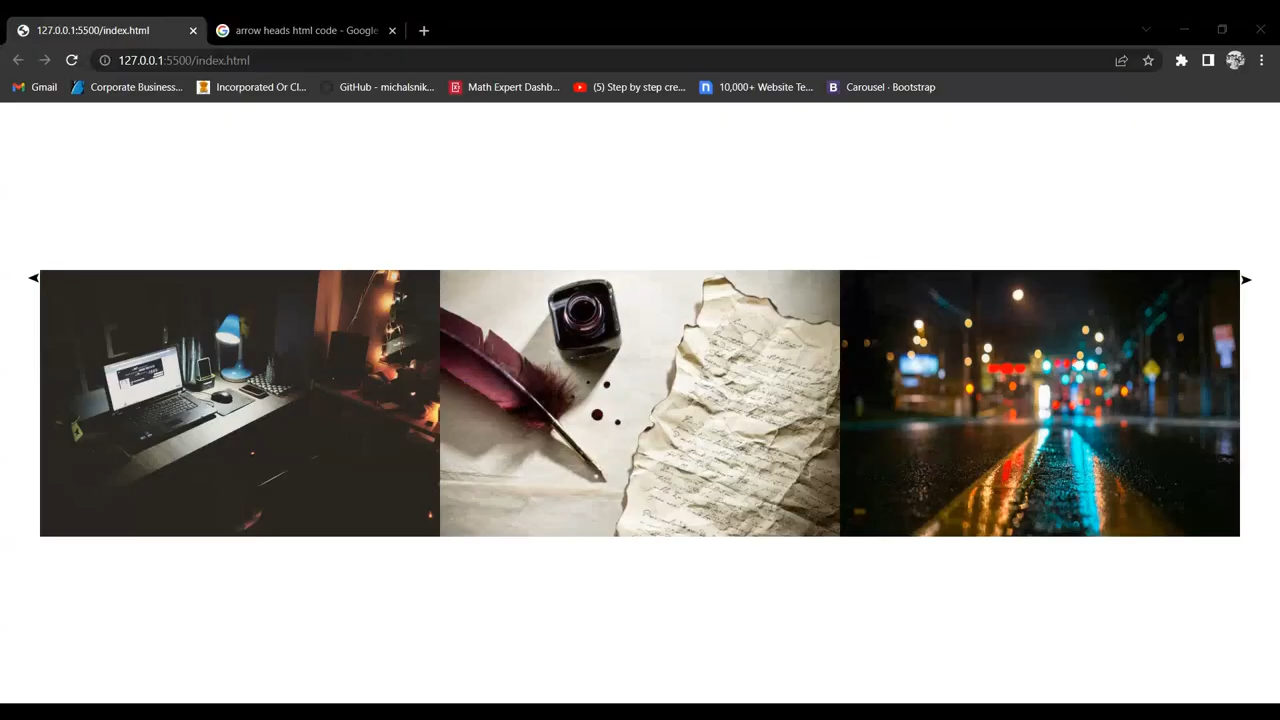 127.0.0.1:5500/index.html
arrow heads html code - Google
127.0.0.1:5500/index.html
Gmail
Corporate Business...
Incorporated Or Cl...
GitHub - michalsnik...
Math Expert Dashb...
(5) Step by step cre...
10,000+ Website Te...
Carousel · Bootstrap